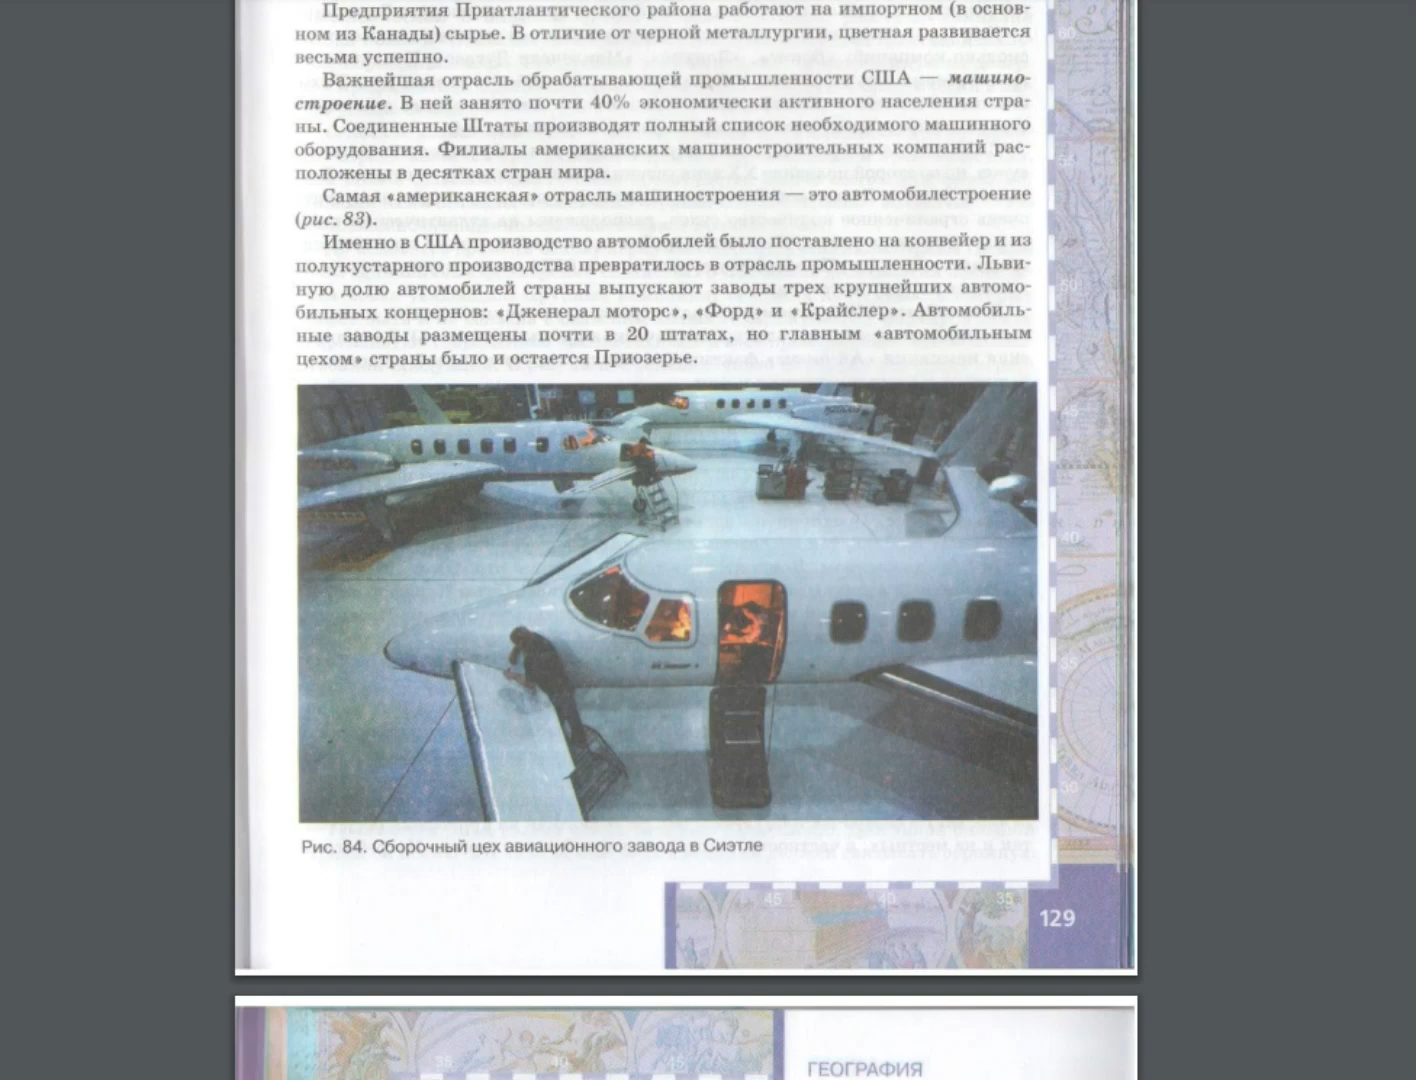 Предприятия Приатлантического района работают на импортном (в основ-
ном из Канады) сырье. В отличие от черной металлургии, цветная развивается
весьма успешно.
Важнейшая отрасль обрабатывающей промышленности США — машино-
строение. В ней занято почти 40% экономически активного населения стра-
ны. Соединенные Штаты производят полный список необходимого машинного
оборудования. Филиалы американских машиностроительных компаний рас-
положены в десятках стран мира.
Самая «американская» отрасль машиностроения — это автомобилестроение
(рис. 83).
Именно в США производство автомобилей было поставлено на конвейер и из
полукустарного производства превратилось в отрасль промышленности. Льви-
ную долю автомобилей страны выпускают заводы трех крупнейших автомо-
бильных концернов: «Дженерал моторс», «Форд» и «Крайслер». Автомобиль-
ные заводы размещены почти в 20 штатах, но главным «автомобильным
цехом» страны было и остается Приозерье.
Рис. 84. Сборочный цех авиационного завода в Сиэтле
45 40 35
129
35 40 45
ГЕОГРАФИЯ